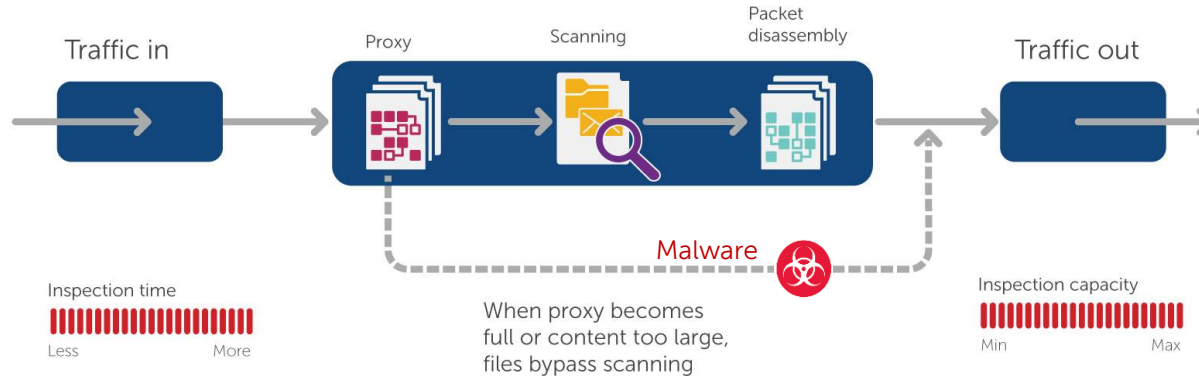 Traffic in
Proxy
Scanning
Packet
disassembly
Traffic out
Malware
Inspection time
Less
More
When proxy becomes
full or content too large,
files bypass scanning
Inspection capacity
Min
Max